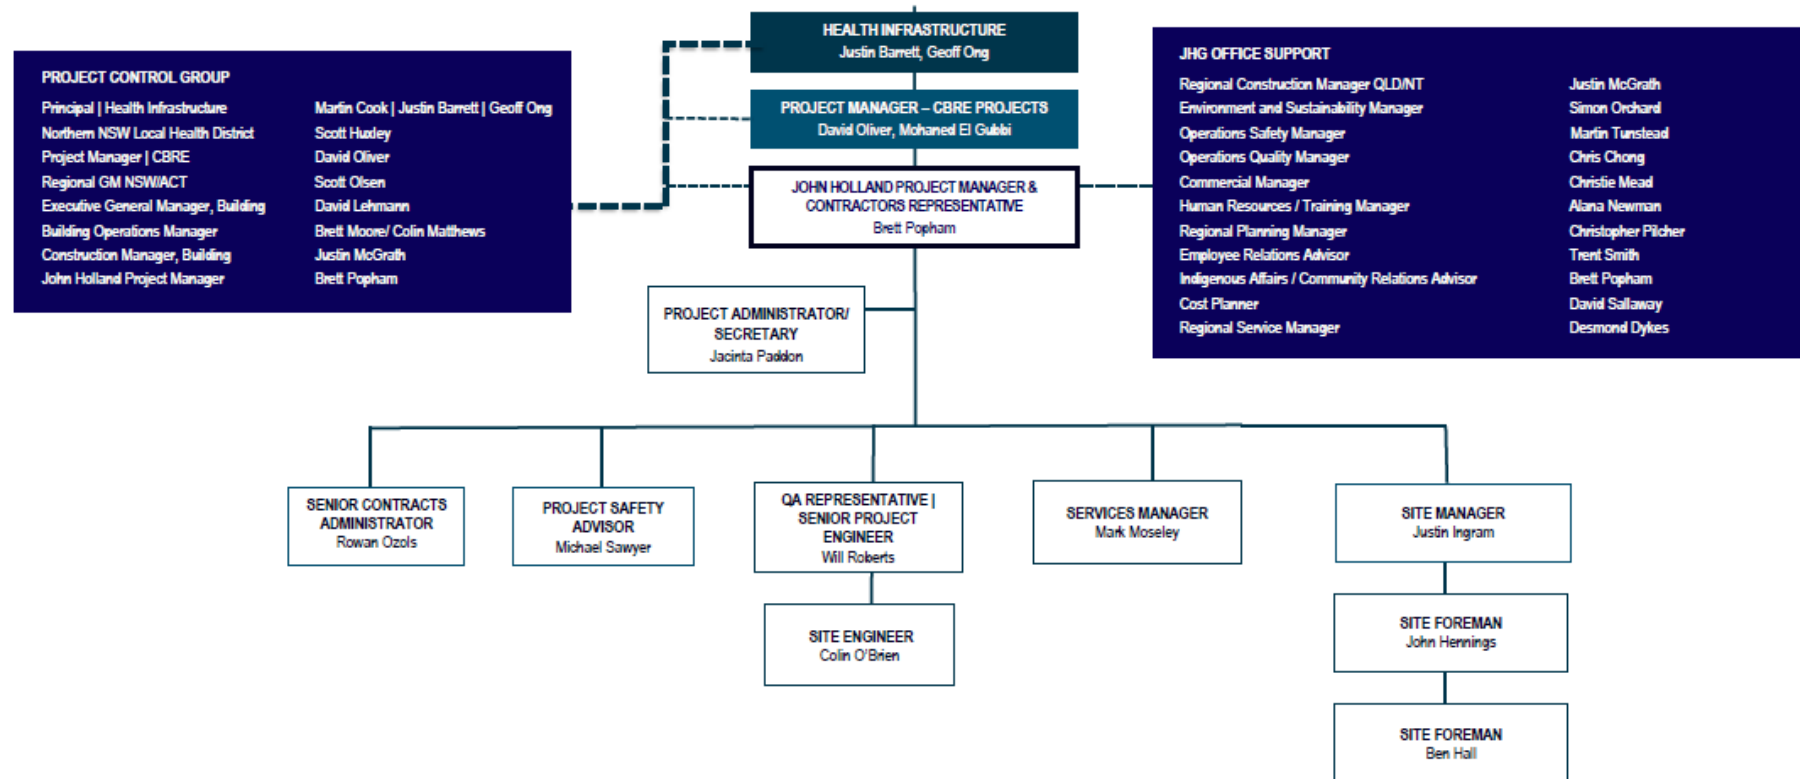 HEALTH INFRASTRUCTURE
Justin Barrett, Geoff Ong
PROJECT MANAGER – CBRE PROJECTS
David Oliver, Mohaned El Gubbi
JOHN HOLLAND PROJECT MANAGER &
CONTRACTORS REPRESENTATIVE
Brett Popham
PROJECT CONTROL GROUP
Principal | Health Infrastructure Martin Cook | Justin Barrett | Geoff Ong
Northern NSW Local Health District Scott Huxley
Project Manager | CBRE David Oliver
Regional GM NSW/ACT Scott Olsen
Executive General Manager, Building David Lehmann
Building Operations Manager Brett Moore/ Colin Matthews
Construction Manager, Building Justin McGrath
John Holland Project Manager Brett Popham
JHG OFFICE SUPPORT
Regional Construction Manager QLD/NT Justin McGrath
Environment and Sustainability Manager Simon Orchard
Operations Safety Manager Martin Tunstead
Operations Quality Manager Chris Chong
Commercial Manager Christie Mead
Human Resources / Training Manager Alana Newman
Regional Planning Manager Christopher Pilcher
Employee Relations Advisor Trent Smith
Indigenous Affairs / Community Relations Advisor Brett Popham
Cost Planner David Sallaway
Regional Service Manager Desmond Dykes
PROJECT ADMINISTRATOR/
SECRETARY
Jacinta Paddon
SENIOR CONTRACTS
ADMINISTRATOR
Rowan Ozols
PROJECT SAFETY
ADVISOR
Michael Sawyer
QA REPRESENTATIVE |
SENIOR PROJECT
ENGINEER
Will Roberts
SERVICES MANAGER
Mark Moseley
SITE MANAGER
Justin Ingram
SITE ENGINEER
Colin O'Brien
SITE FOREMAN
John Hennings
SITE FOREMAN
Ben Hall